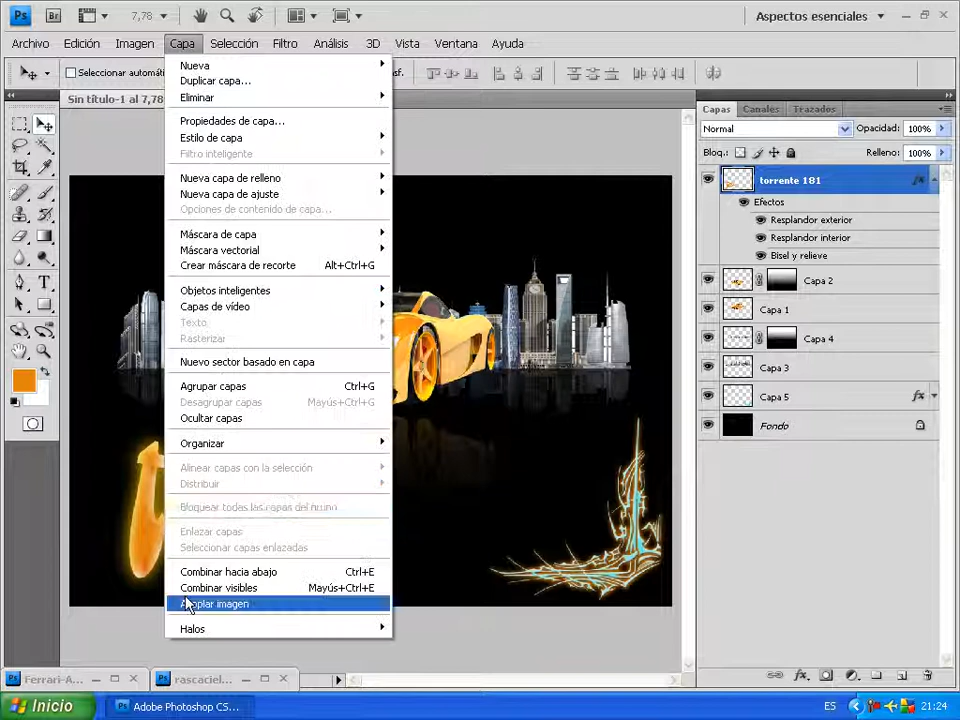 Ps Br 7,78 Aspectos esenciales
Archivo Edición Imagen Capa Selección Filtro Análisis 3D Vista Ventana Ayuda
Seleccionar automáti sf.
Sin título-1 al 7,78
Nueva
Duplicar capa...
Eliminar
Propiedades de capa...
Estilo de capa
Filtro inteligente
Nueva capa de relleno
Nueva capa de ajuste
Opciones de contenido de capa...
Máscara de capa
Máscara vectorial
Crear máscara de recorte Alt+Ctrl+G
Objetos inteligentes
Capas de vídeo
Texto
Rasterizar
Nuevo sector basado en capa
Agrupar capas Ctrl+G
Desagrupar capas Mayús+Ctrl+G
Ocultar capas
Organizar
Alinear capas con la selección
Distribuir
Bloquear todas las capas del grupo
Enlazar capas
Seleccionar capas enlazadas
Combinar hacia abajo Ctrl+E
Combinar visibles Mayús+Ctrl+E
Acoplar imagen
Halos
Capas Canales Trazados
Normal Opacidad: 100%
Bloq.: Relleno: 100%
torrente 181 fx
Efectos
Resplandor exterior
Resplandor interior
Bisel y relieve
Capa 2
Capa 1
Capa 4
Capa 3
Capa 5 fx
Fondo
Ps Ferrari-A... Ps rascaciel...
Inicio Ps Adobe Photoshop CS... ES 21:24